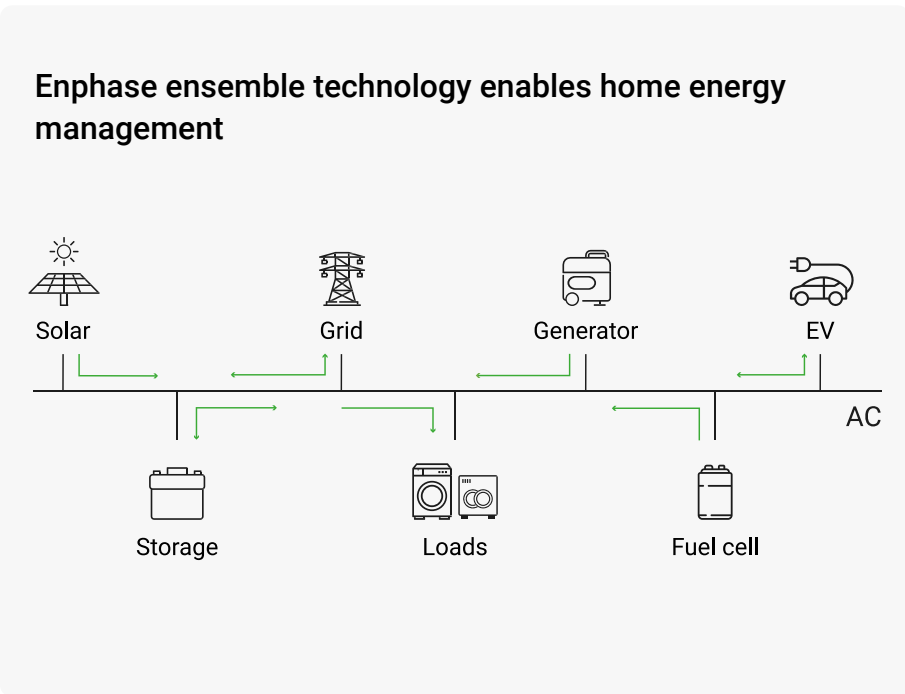 Enphase ensemble technology enables home energy
management
Solar
Grid
Generator
EV
AC
Storage
Loads
Fuel cell